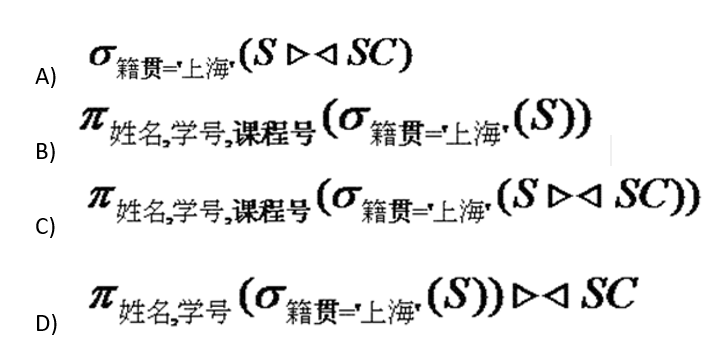 A) σ籍贯='上海'(S ▷◁ SC)
B) π姓名,学号,课程号(σ籍贯='上海'(S))
C) π姓名,学号,课程号(σ籍贯='上海'(S ▷◁ SC))
D) π姓名,学号(σ籍贯='上海'(S))▷◁ SC